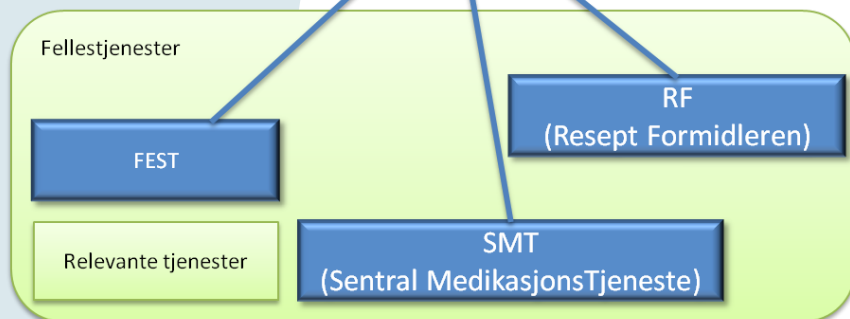 Fellestjenester
RF
(Resept Formidleren)
FEST
SMT
(Sentral MedikasjonsTjeneste)
Relevante tjenester